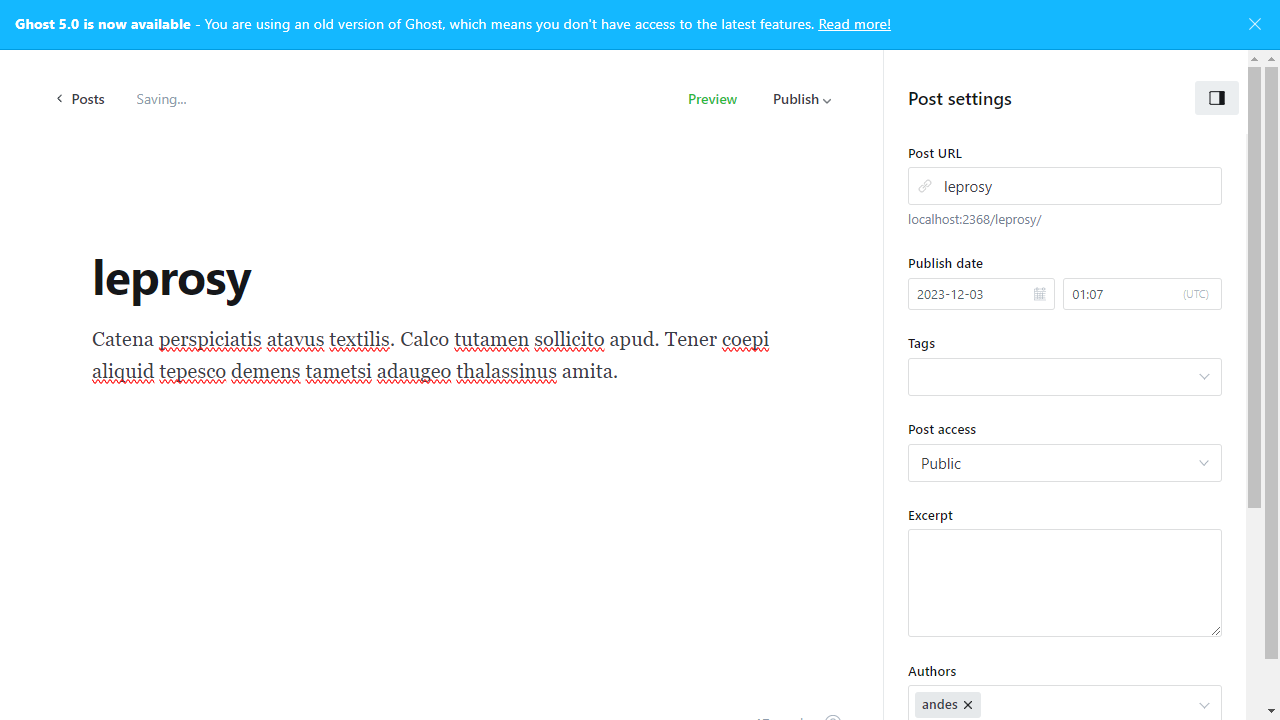 Ghost 5.0 is now available - You are using an old version of Ghost, which means you don't have access to the latest features. Read more!
Posts
Saving...
Preview
Publish
Post settings
Post URL
leprosy
localhost:2368/leprosy/
Publish date
2023-12-03
01:07
(UTC)
Tags
Post access
Public
Excerpt
Authors
andes
leprosy
Catena perspiciatis atavus textilis. Calco tutamen sollicito apud. Tener coepi
aliquid tepesco demens tametsi adaugeo thalassinus amita.